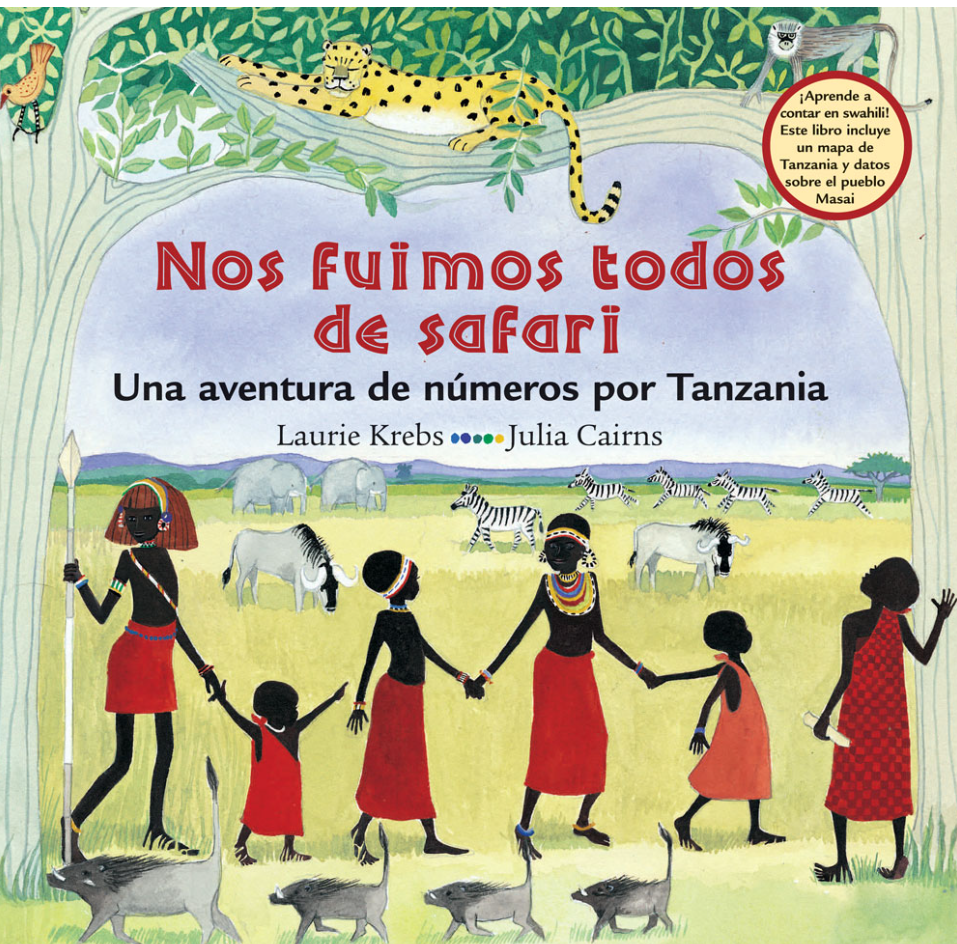 ¡Aprende a
contar en swahili!
Este libro incluye
un mapa de
Tanzania y datos
sobre el pueblo
Masai
Nos fuimos todos
de safari
Una aventura de números por Tanzania
Laurie Krebs Julia Cairns